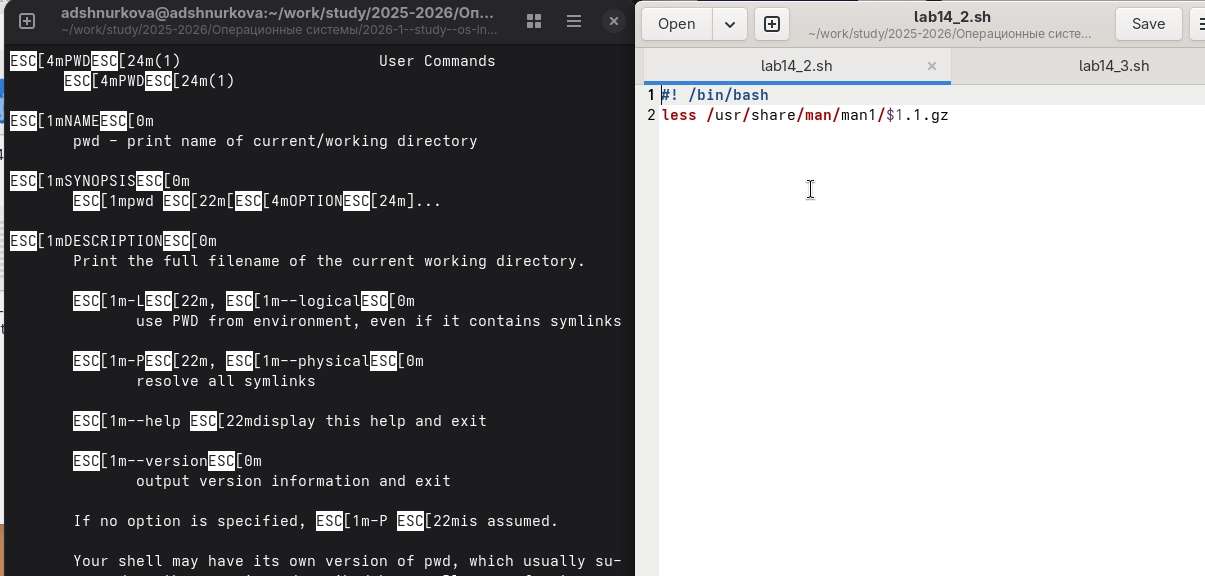 adshnurkova@adshnurkova:~/work/study/2025-2026/Оп...
~/work/study/2025-2026/Операционные системы/2026-1--study--os-in...
ESC[4mPWDESC[24m(1) User Commands
ESC[4mPWDESC[24m(1)
ESC[1mNAMEESC[0m
pwd - print name of current/working directory
ESC[1mSYNOPSISESC[0m
ESC[1mpwd ESC[22m[ESC[4mOPTIONESC[24m]...
ESC[1mDESCRIPTIONESC[0m
Print the full filename of the current working directory.
ESC[1m-LESC[22m, ESC[1m--logicalESC[0m
use PWD from environment, even if it contains symlinks
ESC[1m-PESC[22m, ESC[1m--physicalESC[0m
resolve all symlinks
ESC[1m--help ESC[22mdisplay this help and exit
ESC[1m--versionESC[0m
output version information and exit
If no option is specified, ESC[1m-P ESC[22mis assumed.
Your shell may have its own version of pwd, which usually su-
Open
lab14_2.sh
~/work/study/2025-2026/Операционные систе...
Save
lab14_2.sh
lab14_3.sh
1 #! /bin/bash
2 less /usr/share/man/man1/$1.1.gz